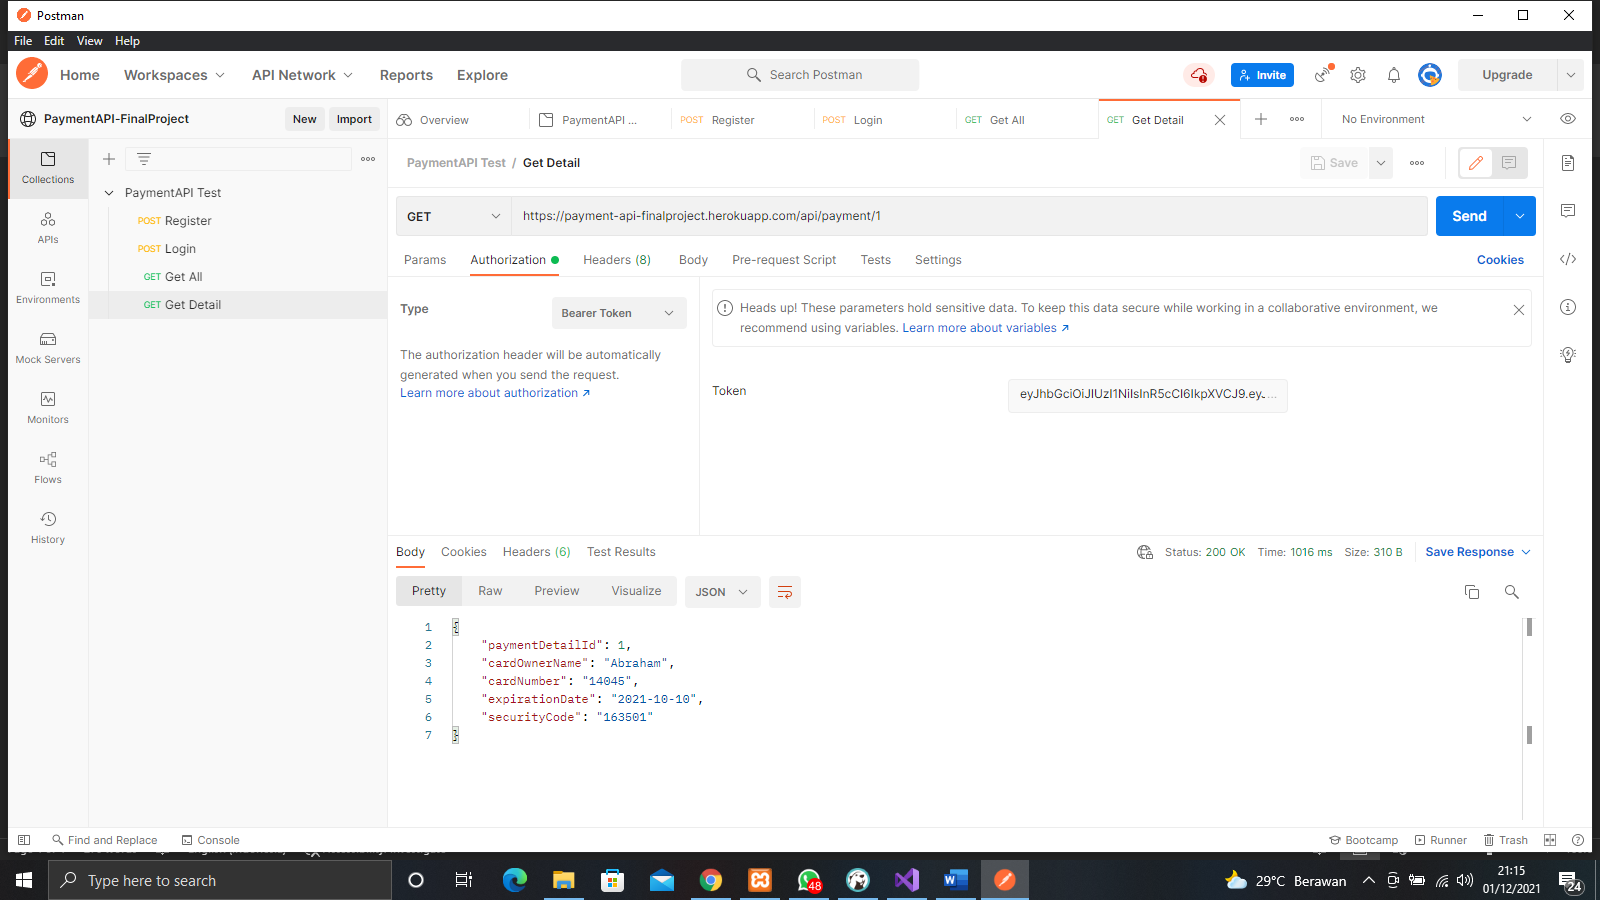 Postman
File Edit View Help
Home Workspaces API Network Reports Explore Search Postman Invite Upgrade
PaymentAPI-FinalProject New Import
Overview PaymentAPI ... POST Register POST Login GET Get All GET Get Detail No Environment
Collections
APIs
Environments
Mock Servers
Monitors
Flows
History
PaymentAPI Test
POST Register
POST Login
GET Get All
GET Get Detail
PaymentAPI Test / Get Detail Save
GET https://payment-api-finalproject.herokuapp.com/api/payment/1 Send
Params Authorization Headers (8) Body Pre-request Script Tests Settings Cookies
Type Bearer Token
The authorization header will be automatically
generated when you send the request.
Learn more about authorization ↗
Heads up! These parameters hold sensitive data. To keep this data secure while working in a collaborative environment, we
recommend using variables. Learn more about variables ↗
Token eyJhbGciOiJIUzI1NiIsInR5cCI6IkpXVCJ9.eyJ...
Body Cookies Headers (6) Test Results Status: 200 OK Time: 1016 ms Size: 310 B Save Response
Pretty Raw Preview Visualize JSON
1 {
2 "paymentDetailId": 1,
3 "cardOwnerName": "Abraham",
4 "cardNumber": "14045",
5 "expirationDate": "2021-10-10",
6 "securityCode": "163501"
7 }
Find and Replace Console Bootcamp Runner Trash
Type here to search 48 29°C Berawan 21:15
01/12/2021 24